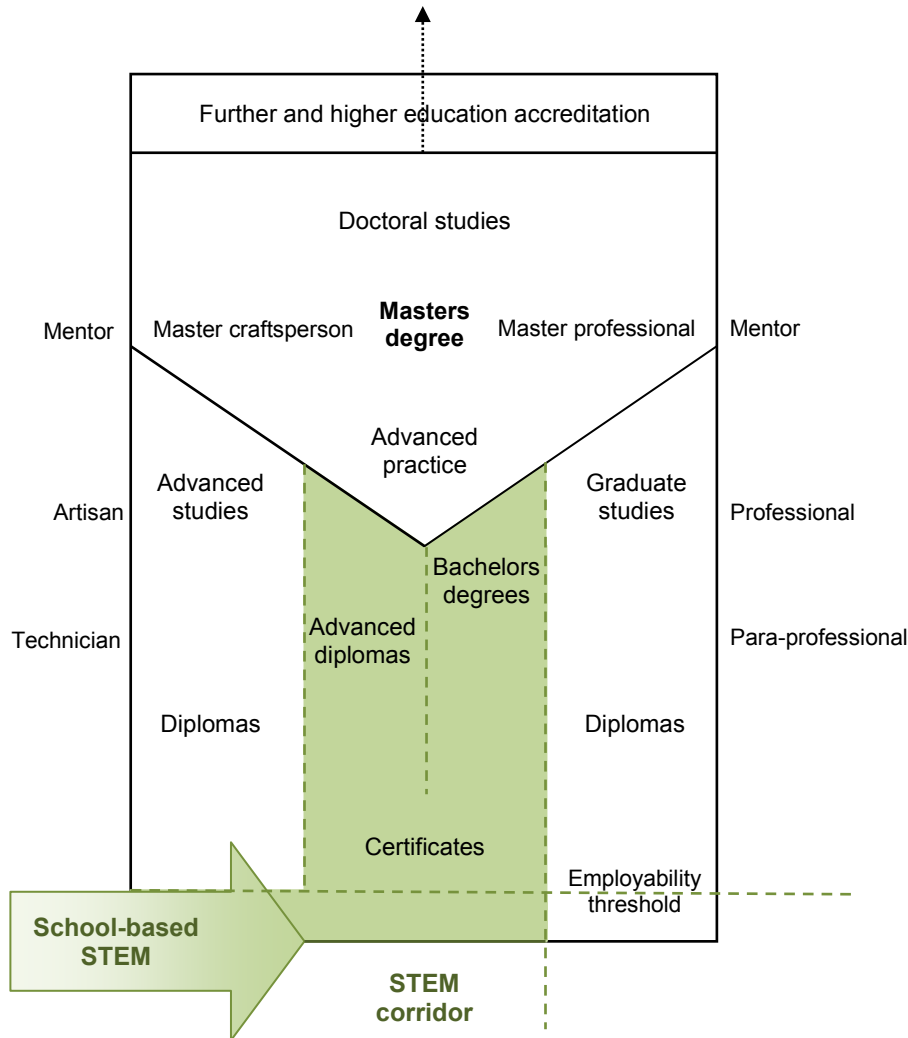 Further and higher education accreditation
Doctoral studies
Mentor
Master craftsperson
Masters
degree
Master professional
Mentor
Advanced
practice
Artisan
Advanced
studies
Graduate
studies
Professional
Bachelors
degrees
Technician
Advanced
diplomas
Para-professional
Diplomas
Diplomas
Certificates
Employability
threshold
School-based
STEM
STEM
corridor